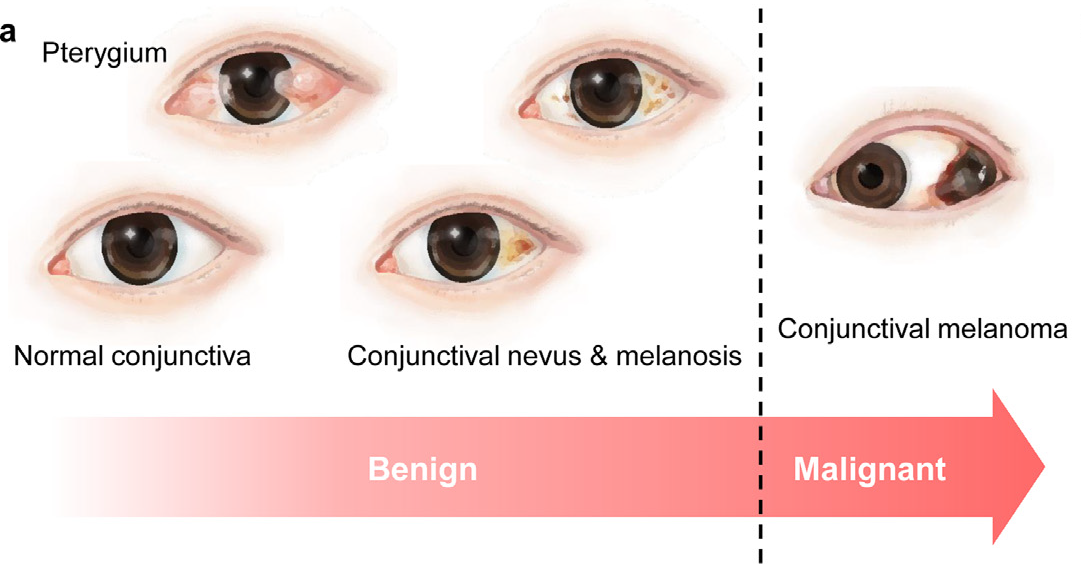 a
Pterygium
Normal conjunctiva
Conjunctival nevus & melanosis
Conjunctival melanoma
Benign
Malignant